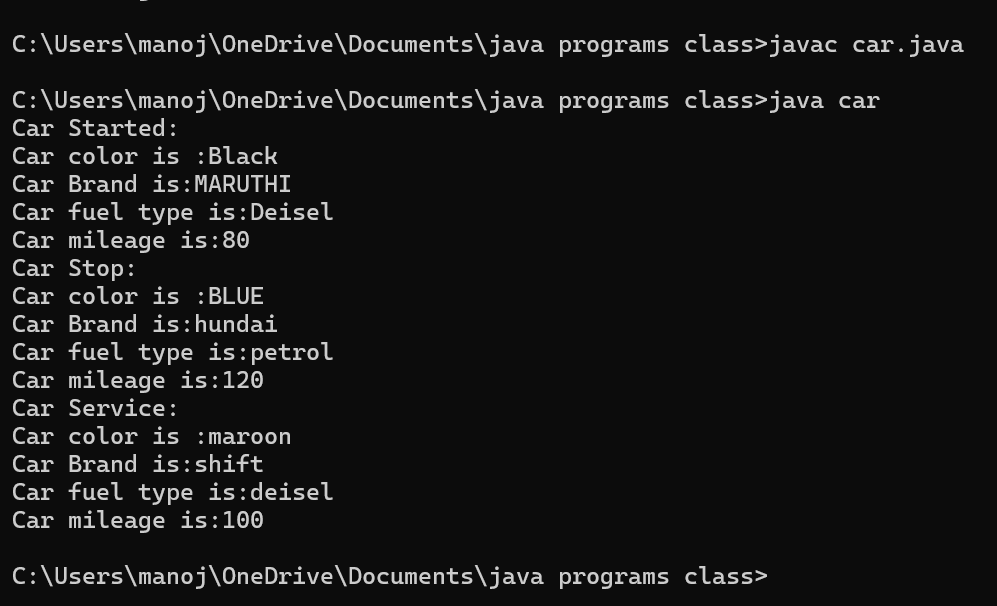 C:\Users\manoj\OneDrive\Documents\java programs class>javac car.java
C:\Users\manoj\OneDrive\Documents\java programs class>java car
Car Started:
Car color is :Black
Car Brand is:MARUTHI
Car fuel type is:Deisel
Car mileage is:80
Car Stop:
Car color is :BLUE
Car Brand is:hundai
Car fuel type is:petrol
Car mileage is:120
Car Service:
Car color is :maroon
Car Brand is:shift
Car fuel type is:deisel
Car mileage is:100
C:\Users\manoj\OneDrive\Documents\java programs class>